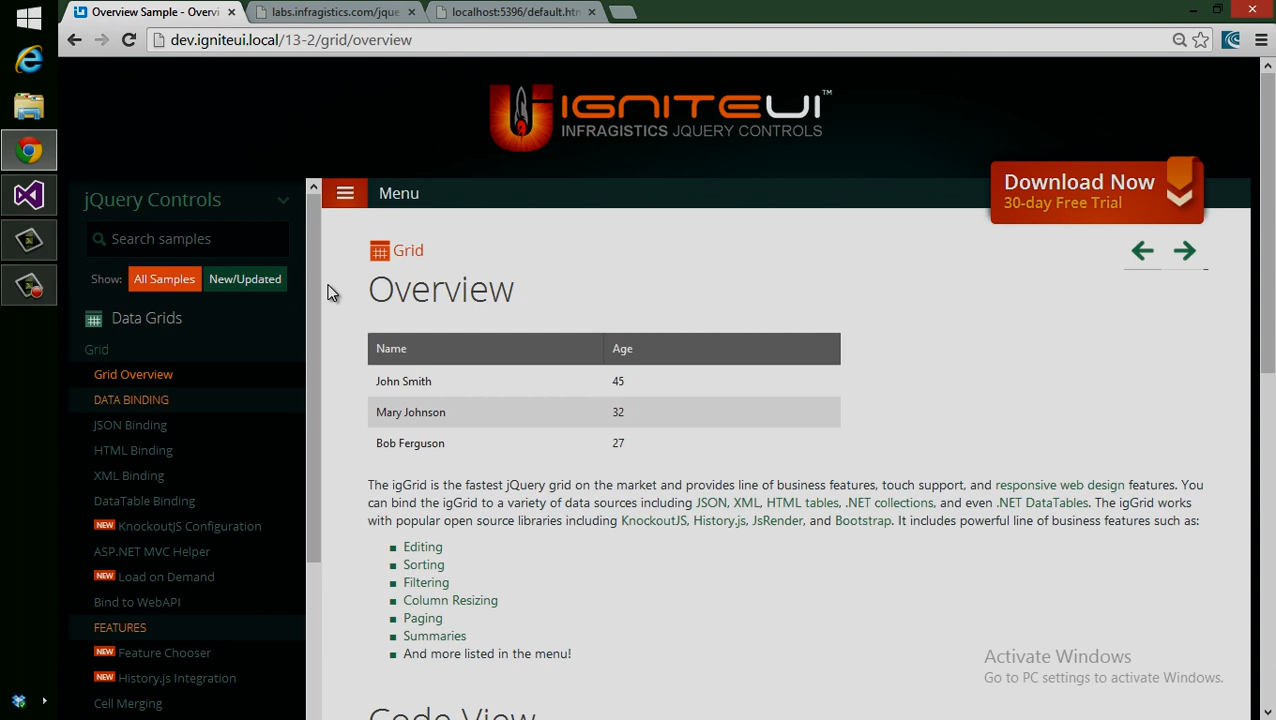 Overview Sample - Overvi
labs.infragistics.com/jque
localhost:5396/default.htm
dev.igniteui.local/13-2/grid/overview
IGNITEUI™
INFRAGISTICS JQUERY CONTROLS
jQuery Controls
Menu
Download Now
30-day Free Trial
Search samples
Show: All Samples New/Updated
Data Grids
Grid
Grid Overview
DATA BINDING
JSON Binding
HTML Binding
XML Binding
DataTable Binding
NEW KnockoutJS Configuration
ASP.NET MVC Helper
NEW Load on Demand
Bind to WebAPI
FEATURES
NEW Feature Chooser
NEW History.js Integration
Cell Merging
Grid
Overview
Name Age
John Smith 45
Mary Johnson 32
Bob Ferguson 27
The igGrid is the fastest jQuery grid on the market and provides line of business features, touch support, and responsive web design features. You
can bind the igGrid to a variety of data sources including JSON, XML, HTML tables, .NET collections, and even .NET DataTables. The igGrid works
with popular open source libraries including KnockoutJS, History.js, JsRender, and Bootstrap. It includes powerful line of business features such as:
Editing
Sorting
Filtering
Column Resizing
Paging
Summaries
And more listed in the menu!
Code View
Activate Windows
Go to PC settings to activate Windows.